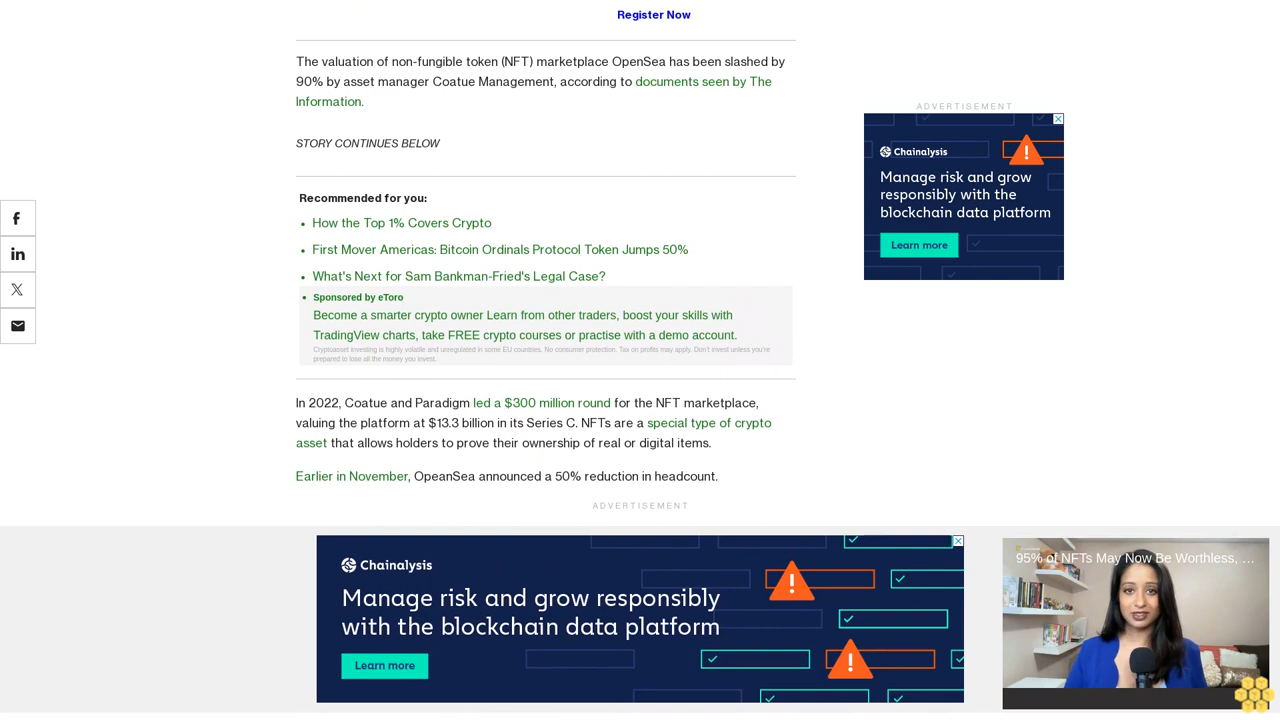 Register Now
The valuation of non-fungible token (NFT) marketplace OpenSea has been slashed by
90% by asset manager Coatue Management, according to documents seen by The
Information.
STORY CONTINUES BELOW
Recommended for you:
• How the Top 1% Covers Crypto
• First Mover Americas: Bitcoin Ordinals Protocol Token Jumps 50%
• What's Next for Sam Bankman-Fried's Legal Case?
• Sponsored by eToro
Become a smarter crypto owner Learn from other traders, boost your skills with
TradingView charts, take FREE crypto courses or practise with a demo account.
Cryptoasset investing is highly volatile and unregulated in some EU countries. No consumer protection. Tax on profits may apply. Don't invest unless you're
prepared to lose all the money you invest.
In 2022, Coatue and Paradigm led a $300 million round for the NFT marketplace,
valuing the platform at $13.3 billion in its Series C. NFTs are a special type of crypto
asset that allows holders to prove their ownership of real or digital items.
Earlier in November, OpeanSea announced a 50% reduction in headcount.
ADVERTISEMENT
Chainalysis
Manage risk and grow
responsibly with the
blockchain data platform
Learn more
ADVERTISEMENT
Chainalysis
Manage risk and grow responsibly
with the blockchain data platform
Learn more
95% of NFTs May Now Be Worthless, ...